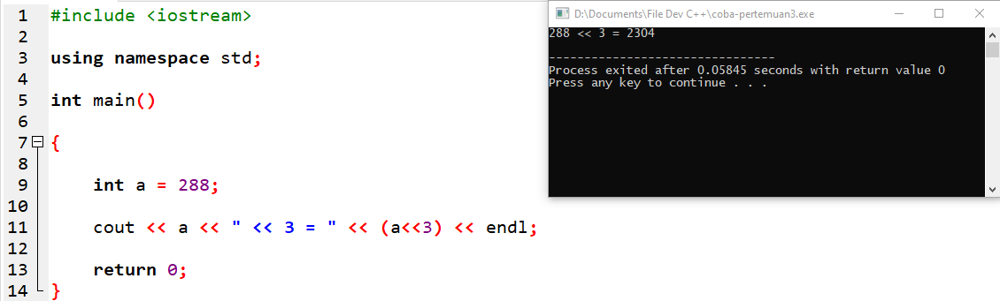 1 #include <iostream>
2
3 using namespace std;
4
5 int main()
6
7 {
8
9 int a = 288;
10
11 cout << a << " << 3 = " << (a<<3) << endl;
12
13 return 0;
14 }
D:\Documents\File Dev C++\coba-pertemuan3.exe
288 << 3 = 2304
--------------------------------
Process exited after 0.05845 seconds with return value 0
Press any key to continue . . .